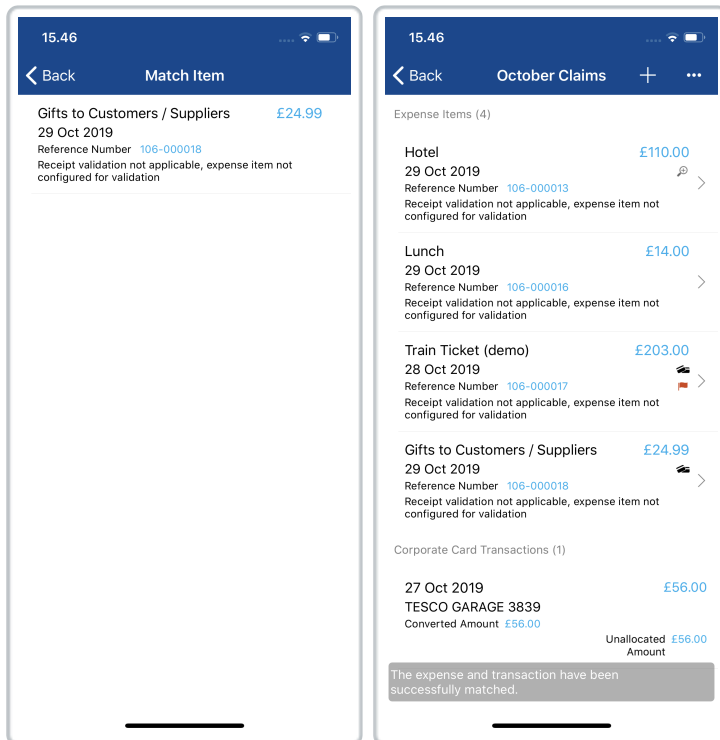 15.46
Back Match Item
Gifts to Customers / Suppliers £24.99
29 Oct 2019
Reference Number 106-000018
Receipt validation not applicable, expense item not
configured for validation
15.46
Back October Claims
Expense Items (4)
Hotel £110.00
29 Oct 2019
Reference Number 106-000013
Receipt validation not applicable, expense item not
configured for validation
Lunch £14.00
29 Oct 2019
Reference Number 106-000016
Receipt validation not applicable, expense item not
configured for validation
Train Ticket (demo) £203.00
28 Oct 2019
Reference Number 106-000017
Receipt validation not applicable, expense item not
configured for validation
Gifts to Customers / Suppliers £24.99
29 Oct 2019
Reference Number 106-000018
Receipt validation not applicable, expense item not
configured for validation
Corporate Card Transactions (1)
27 Oct 2019 £56.00
TESCO GARAGE 3839
Converted Amount £56.00
Unallocated £56.00
Amount
The expense and transaction have been
successfully matched.